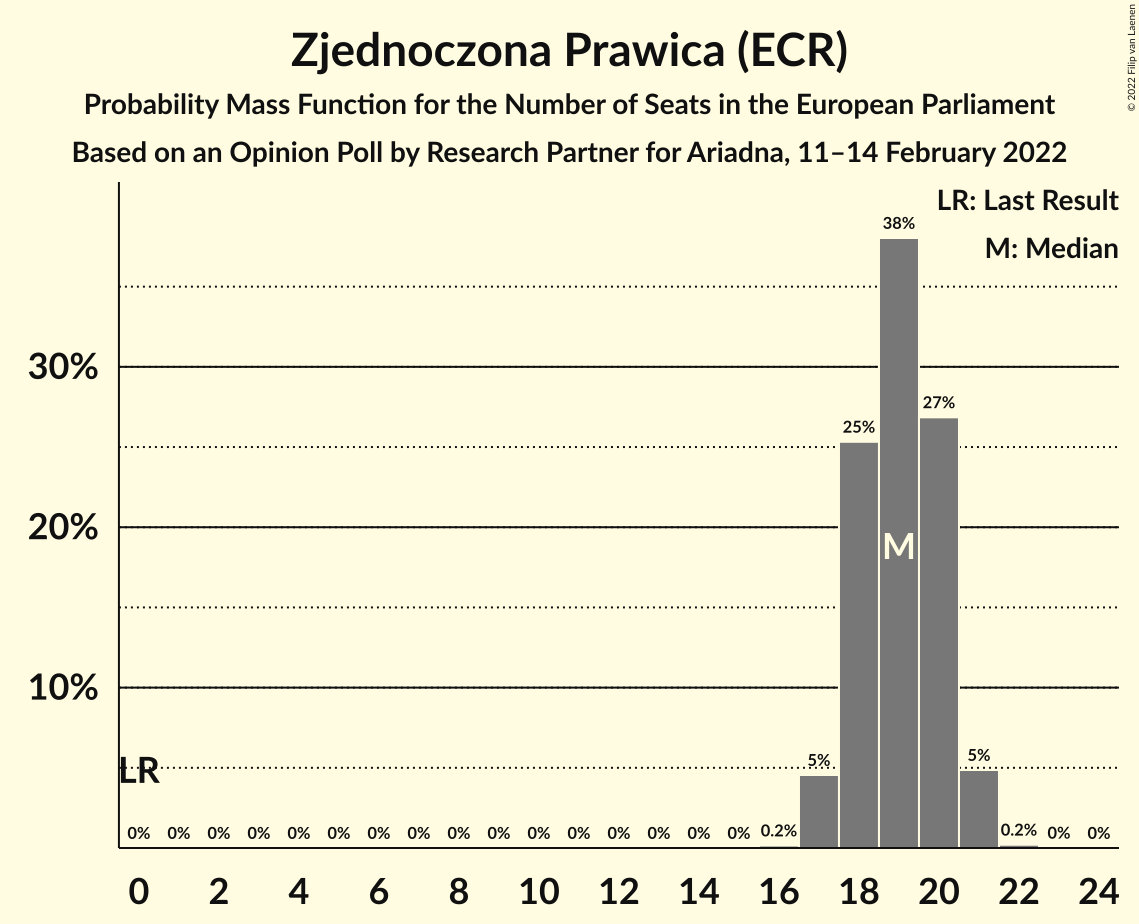 Zjednoczona Prawica (ECR)
Probability Mass Function for the Number of Seats in the European Parliament
Based on an Opinion Poll by Research Partner for Ariadna, 11–14 February 2022
© 2022 Filip van Laenen
LR: Last Result
M: Median
38%
30%
27%
25%
20%
M
10%
LR
5% 5%
0% 0% 0% 0% 0% 0% 0% 0% 0% 0% 0% 0% 0% 0% 0% 0% 0.2% 0.2% 0% 0%
0 2 4 6 8 10 12 14 16 18 20 22 24